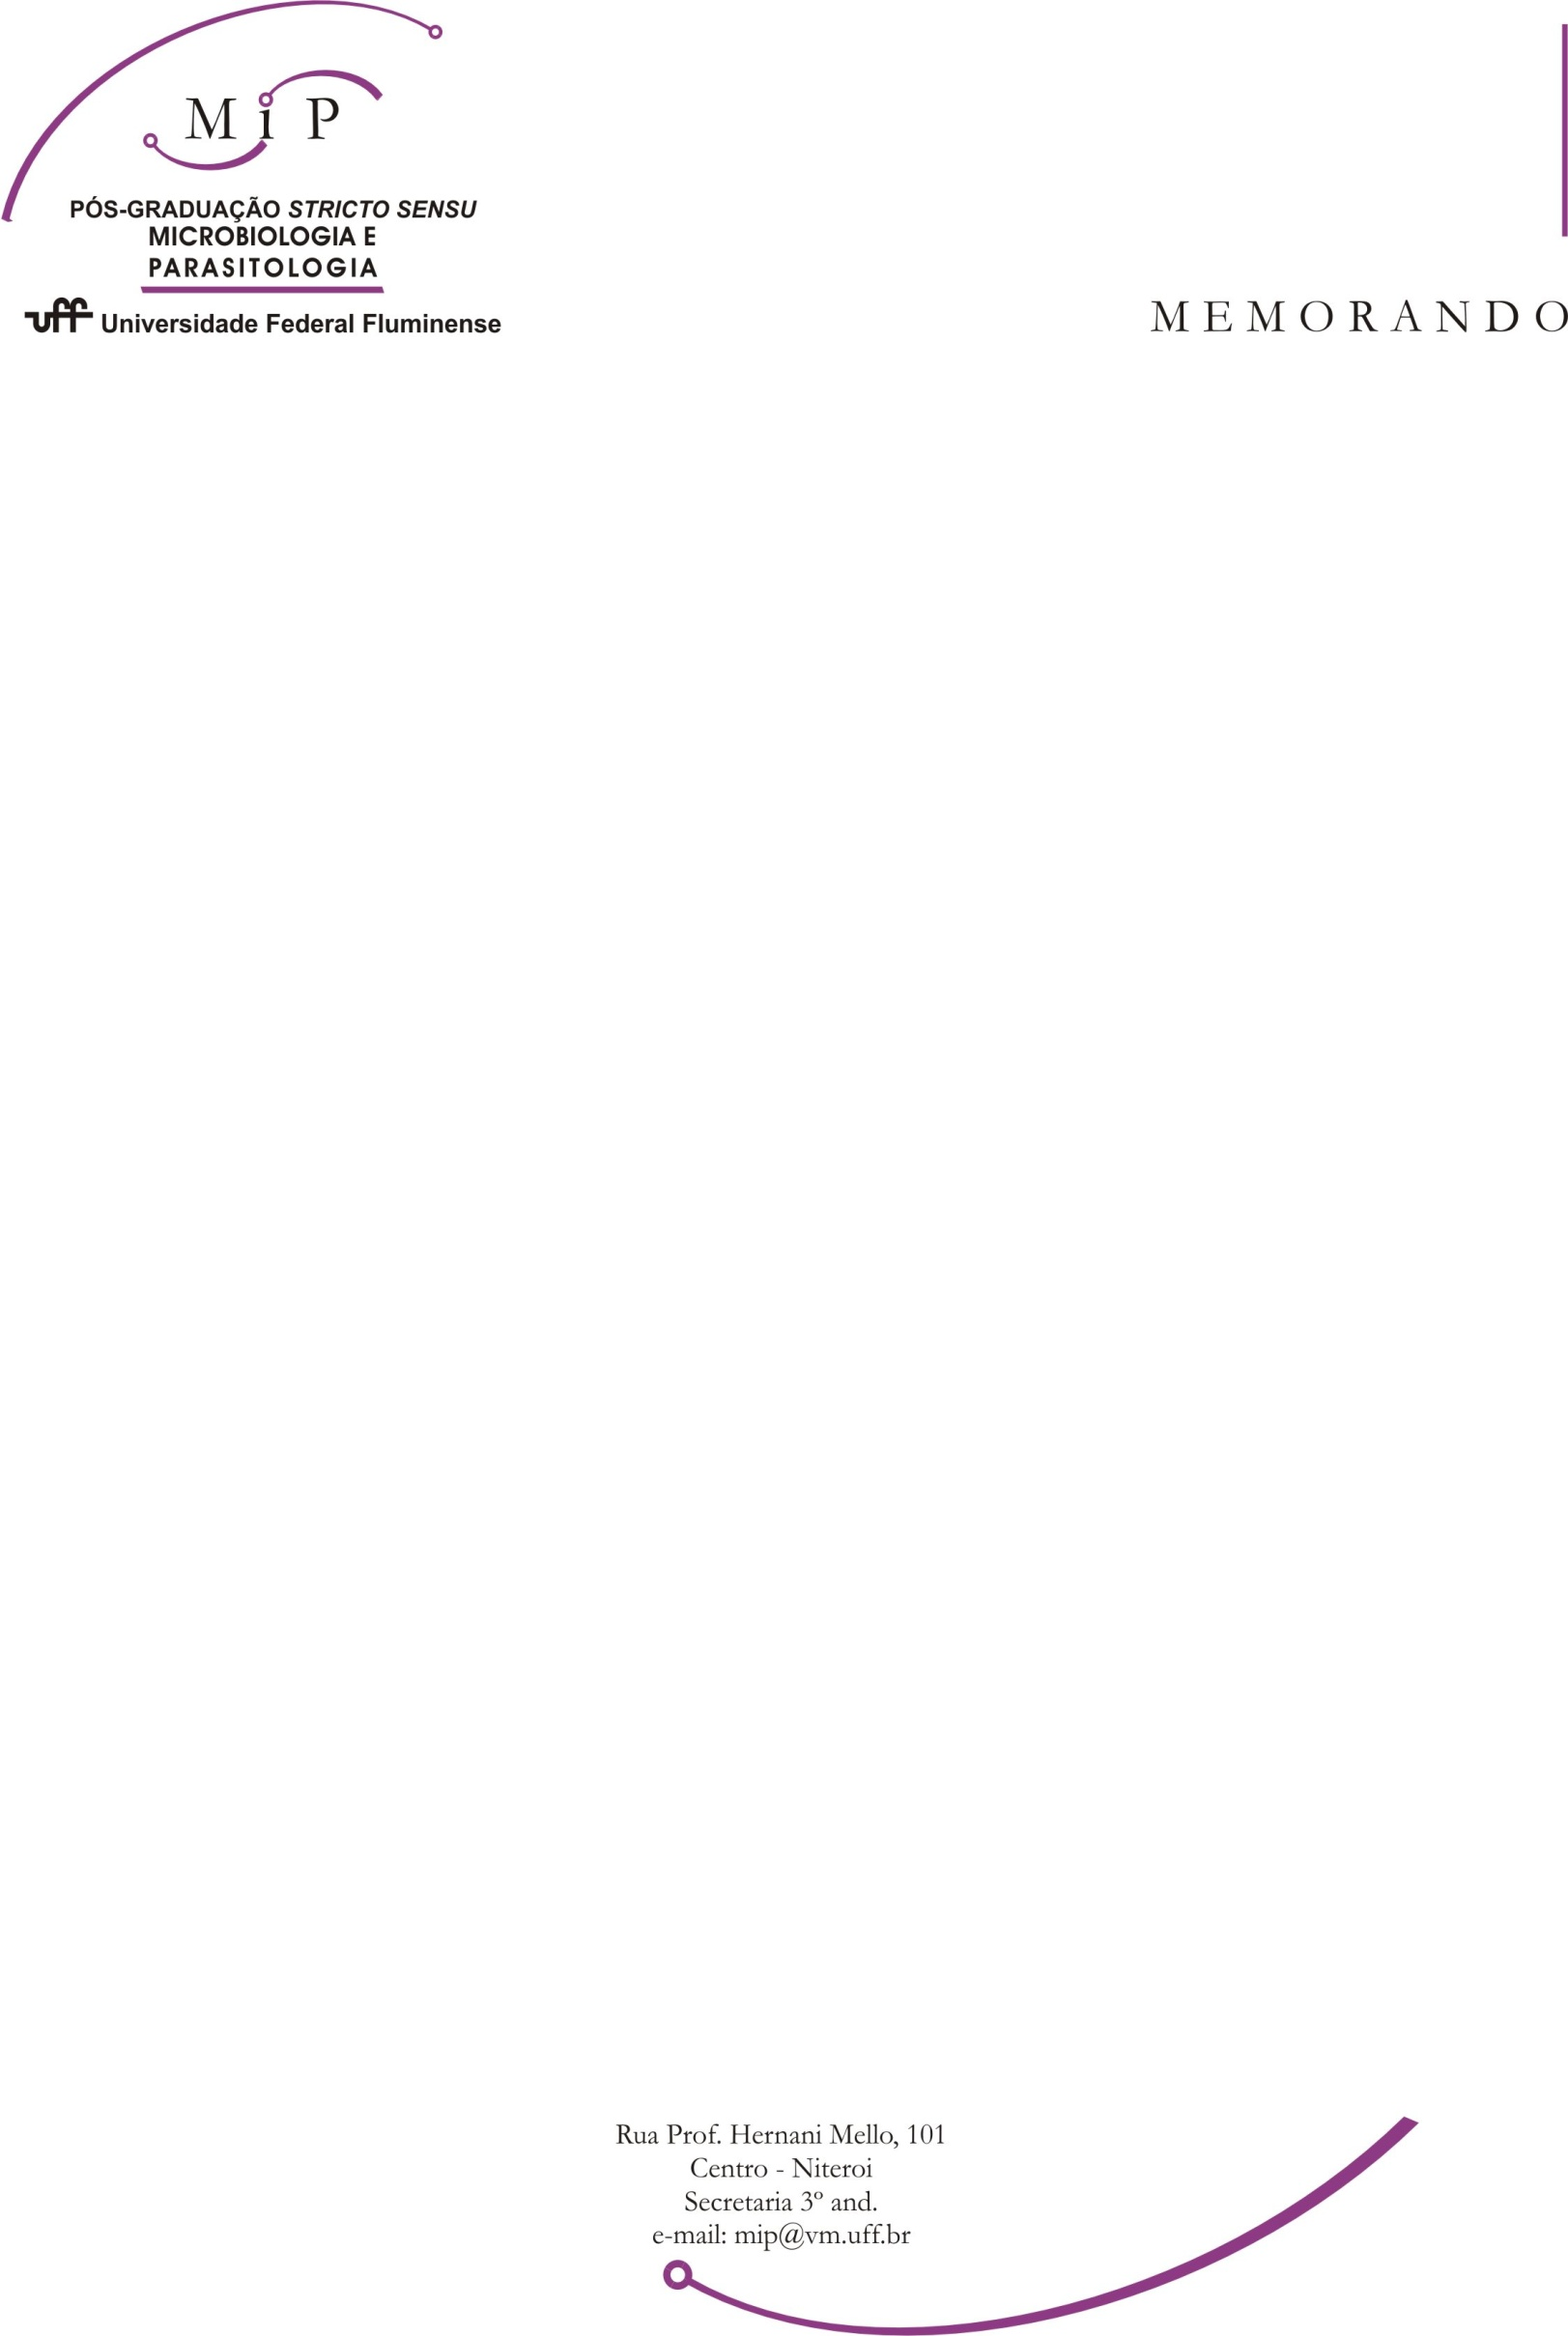 MiP
PÓS-GRADUAÇÃO STRICTO SENSU
MICROBIOLOGIA E
PARASITOLOGIA
uff Universidade Federal Fluminense
MEMORANDO
Rua Prof. Hernani Mello, 101
Centro - Niteroi
Secretaria 3º and.
e-mail: mip@vm.uff.br